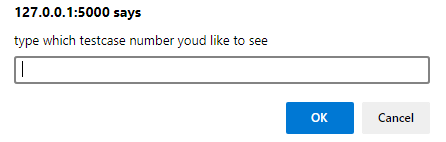 127.0.0.1:5000 says
type which testcase number youd like to see
OK
Cancel